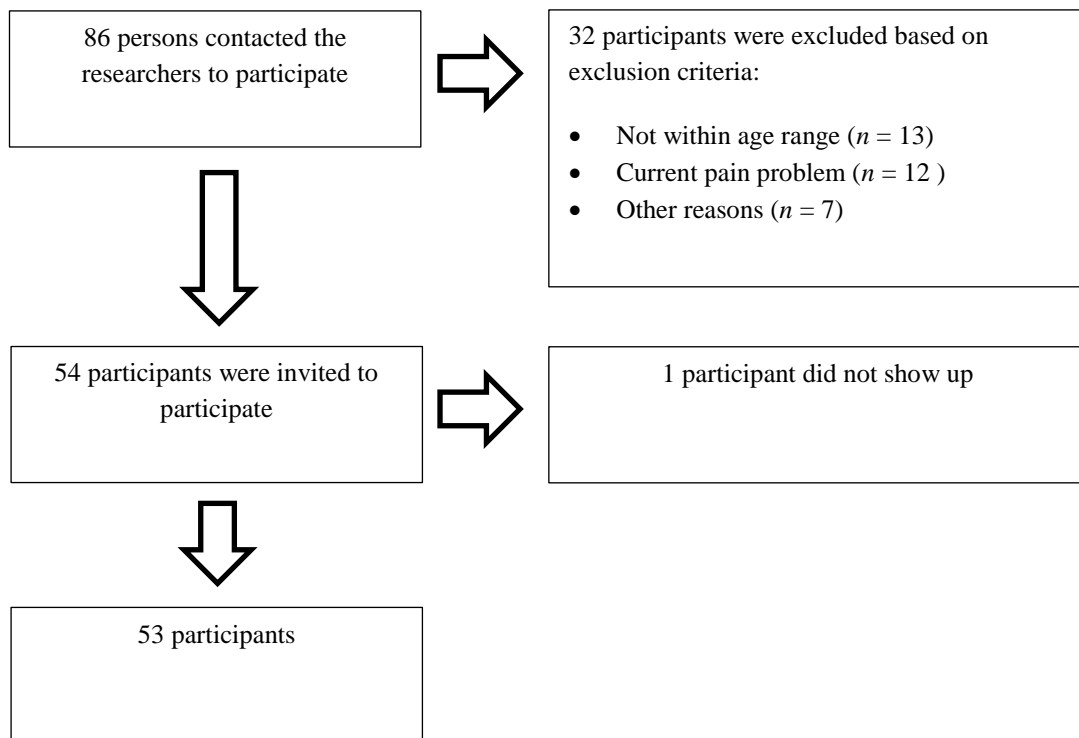 86 persons contacted the
researchers to participate
32 participants were excluded based on
exclusion criteria:
• Not within age range (n = 13)
• Current pain problem (n = 12 )
• Other reasons (n = 7)
54 participants were invited to
participate
1 participant did not show up
53 participants